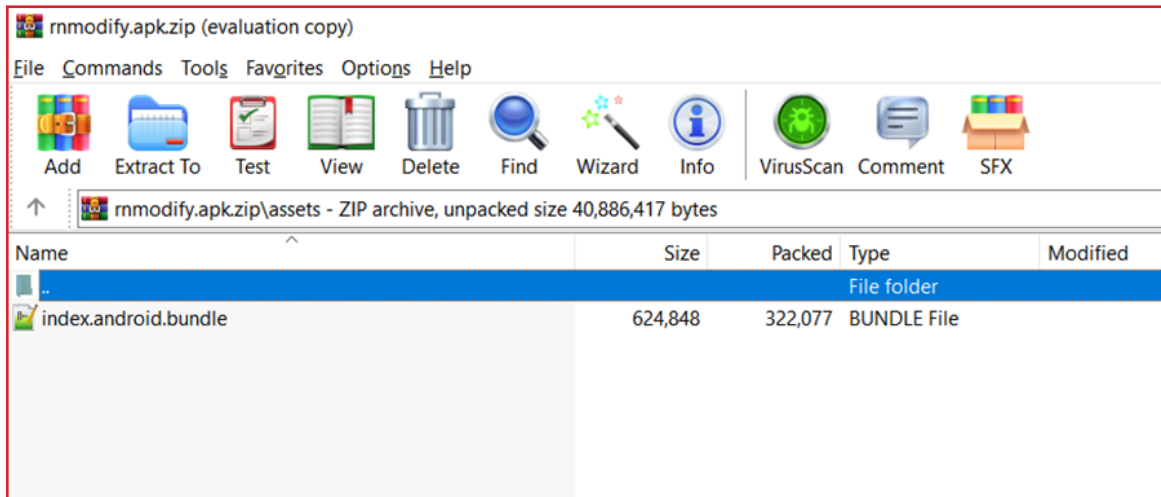 rnmodify.apk.zip (evaluation copy)
File Commands Tools Favorites Options Help
Add Extract To Test View Delete Find Wizard Info VirusScan Comment SFX
rnmodify.apk.zip\assets - ZIP archive, unpacked size 40,886,417 bytes
Name Size Packed Type Modified
.. File folder
index.android.bundle 624,848 322,077 BUNDLE File